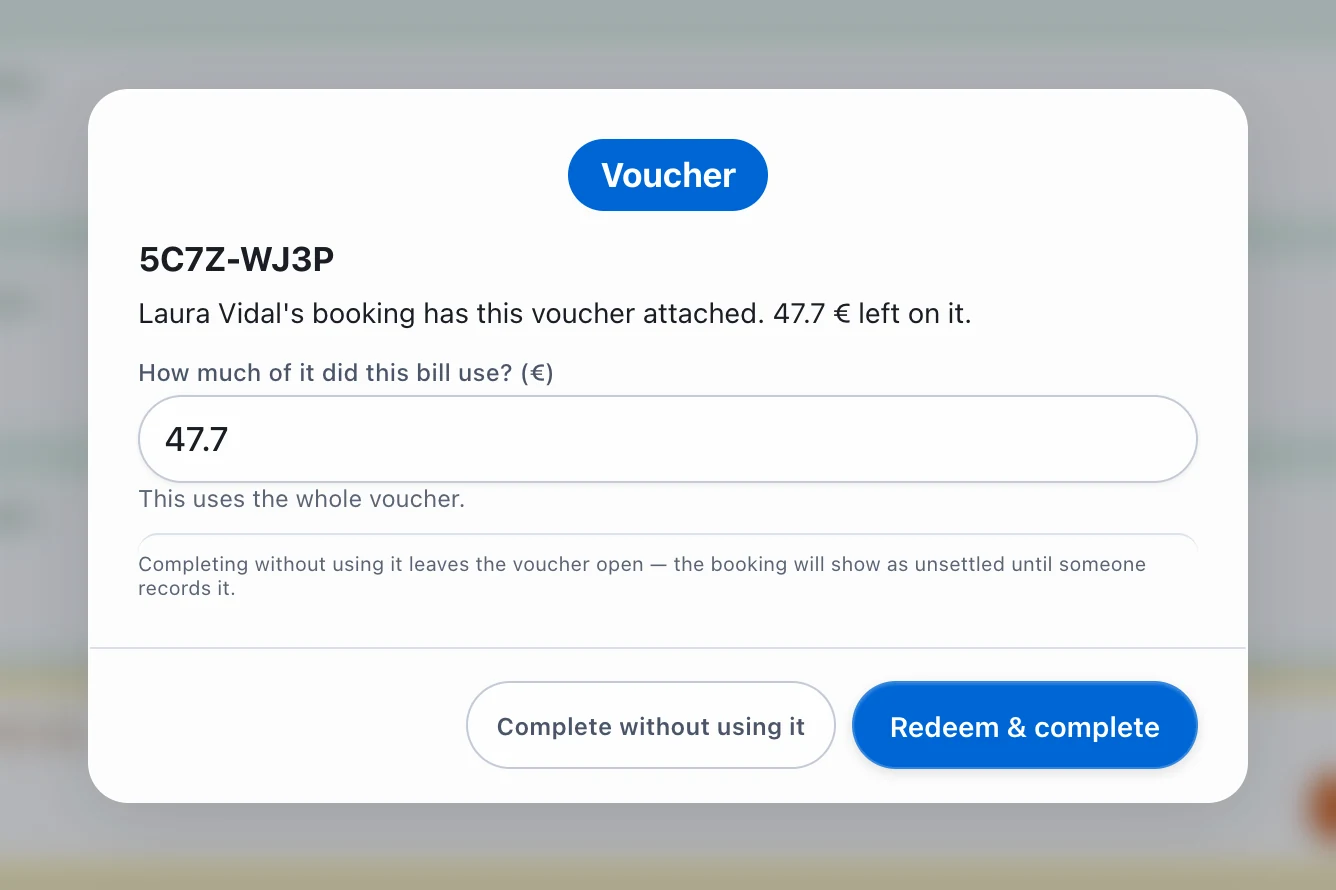 Voucher
5C7Z-WJ3P
Laura Vidal's booking has this voucher attached. 47.7 € left on it.
How much of it did this bill use? (€)
47.7
This uses the whole voucher.
Completing without using it leaves the voucher open — the booking will show as unsettled until someone
records it.
Complete without using it
Redeem & complete